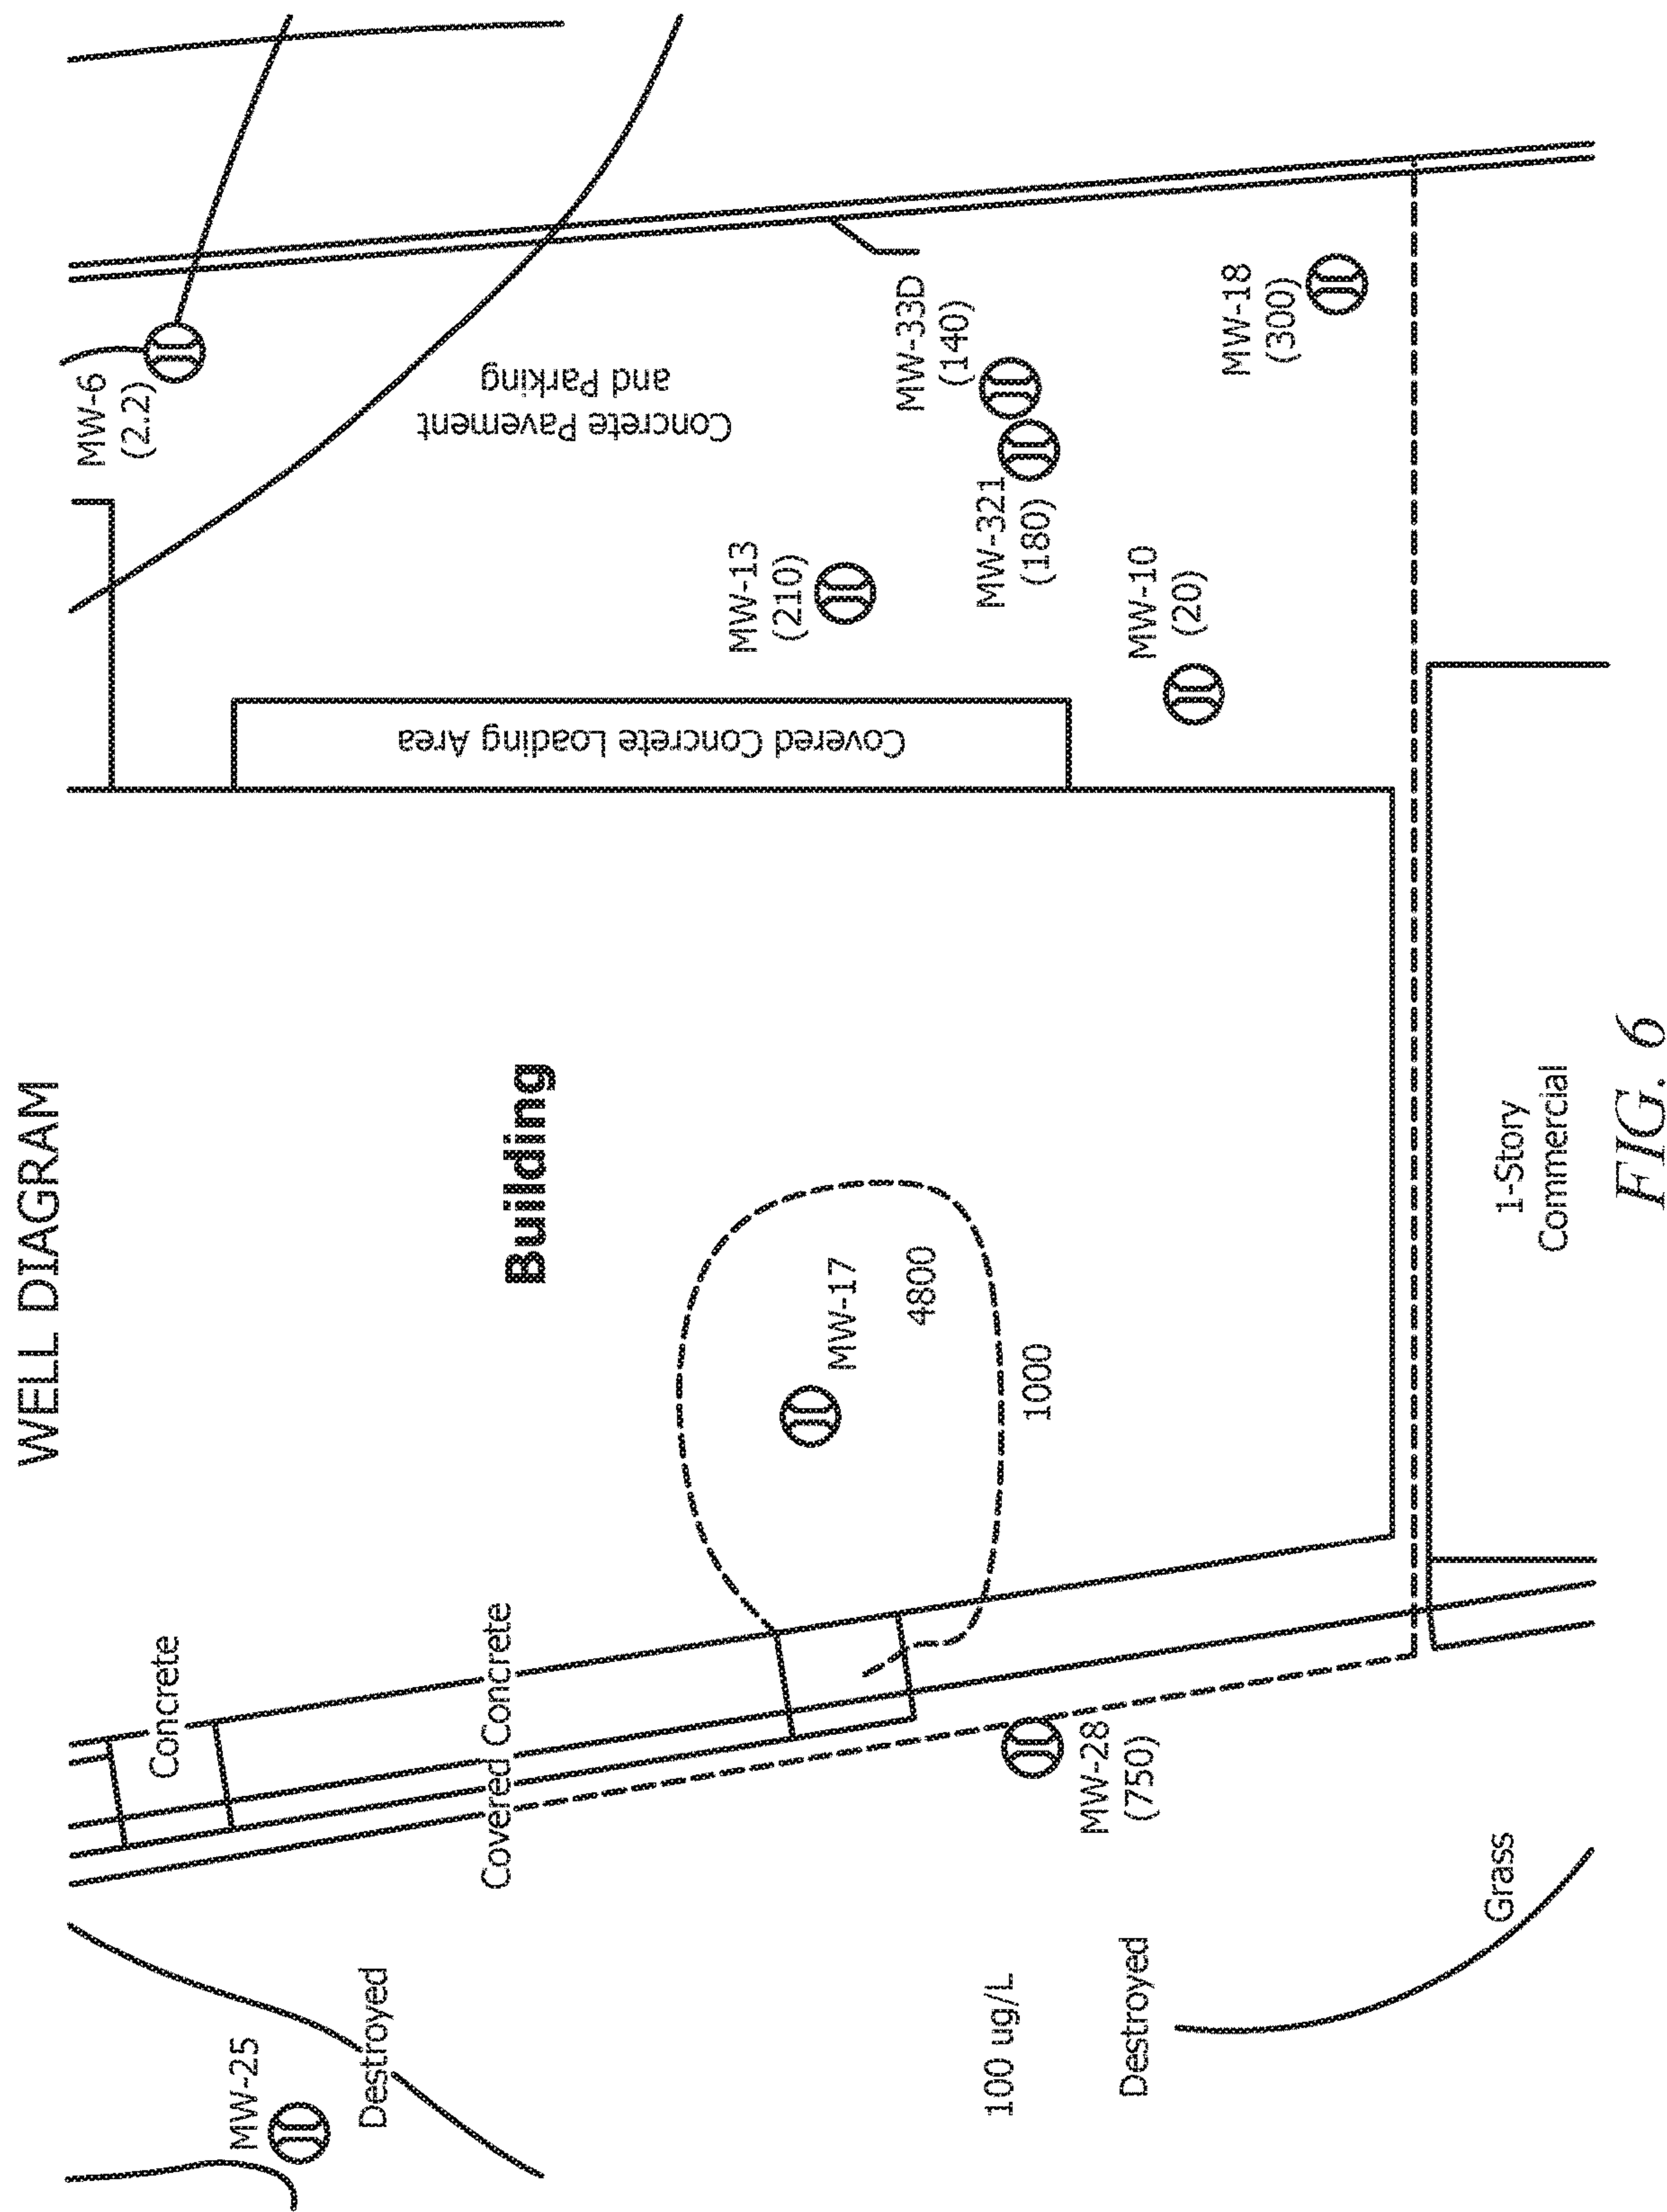 WELL DIAGRAM
MW-25
Destroyed
100 ug/L
Destroyed
Grass
Concrete
Covered Concrete
MW-28
(750)
Building
MW-17
4800
1000
Covered Concrete Loading Area
MW-6
(2.2)
Concrete Pavement
and Parking
MW-13
(210)
MW-33D
(140)
MW-321
(180)
MW-10
(20)
MW-18
(300)
1-Story
Commercial
FIG. 6